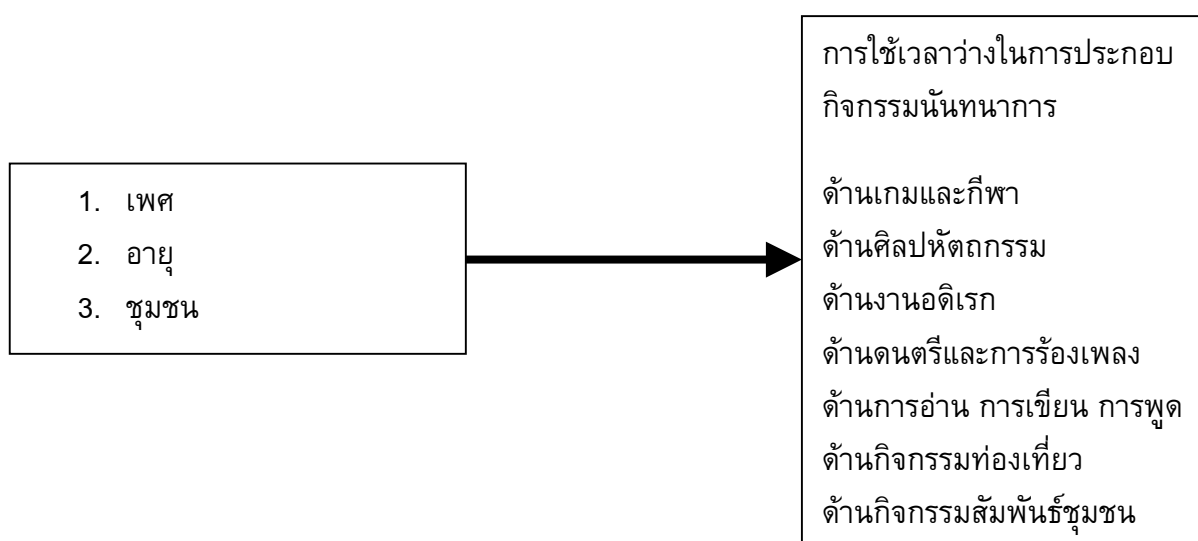 1. เพศ
2. อายุ
3. ชุมชน
การใช้เวลาว่างในการประกอบ
กิจกรรมนันทนาการ
ด้านเกมและกีฬา
ด้านศิลปหัตถกรรม
ด้านงานอดิเรก
ด้านดนตรีและการร้องเพลง
ด้านการอ่าน การเขียน การพูด
ด้านกิจกรรมท่องเที่ยว
ด้านกิจกรรมสัมพันธ์ชุมชน